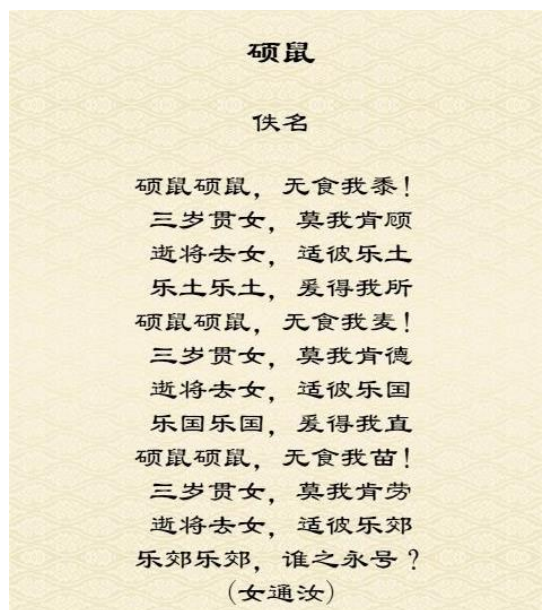 硕鼠
佚名
硕鼠硕鼠，无食我黍！
三岁贯女，莫我肯顾
逝将去女，适彼乐土
乐土乐土，爰得我所
硕鼠硕鼠，无食我麦！
三岁贯女，莫我肯德
逝将去女，适彼乐国
乐国乐国，爰得我直
硕鼠硕鼠，无食我苗！
三岁贯女，莫我肯劳
逝将去女，适彼乐郊
乐郊乐郊，谁之永号？
（女通汝）